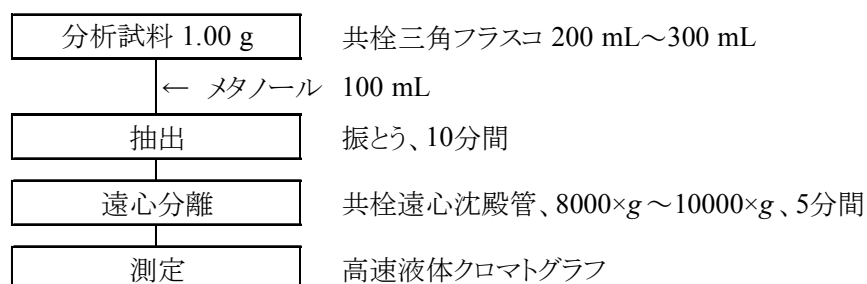 分析試料 1.00 g 共栓三角フラスコ 200 mL～300 mL
← メタノール 100 mL
抽出 振とう、10分間
遠心分離 共栓遠心沈殿管、8000×g～10000×g、5分間
測定 高速液体クロマトグラフ